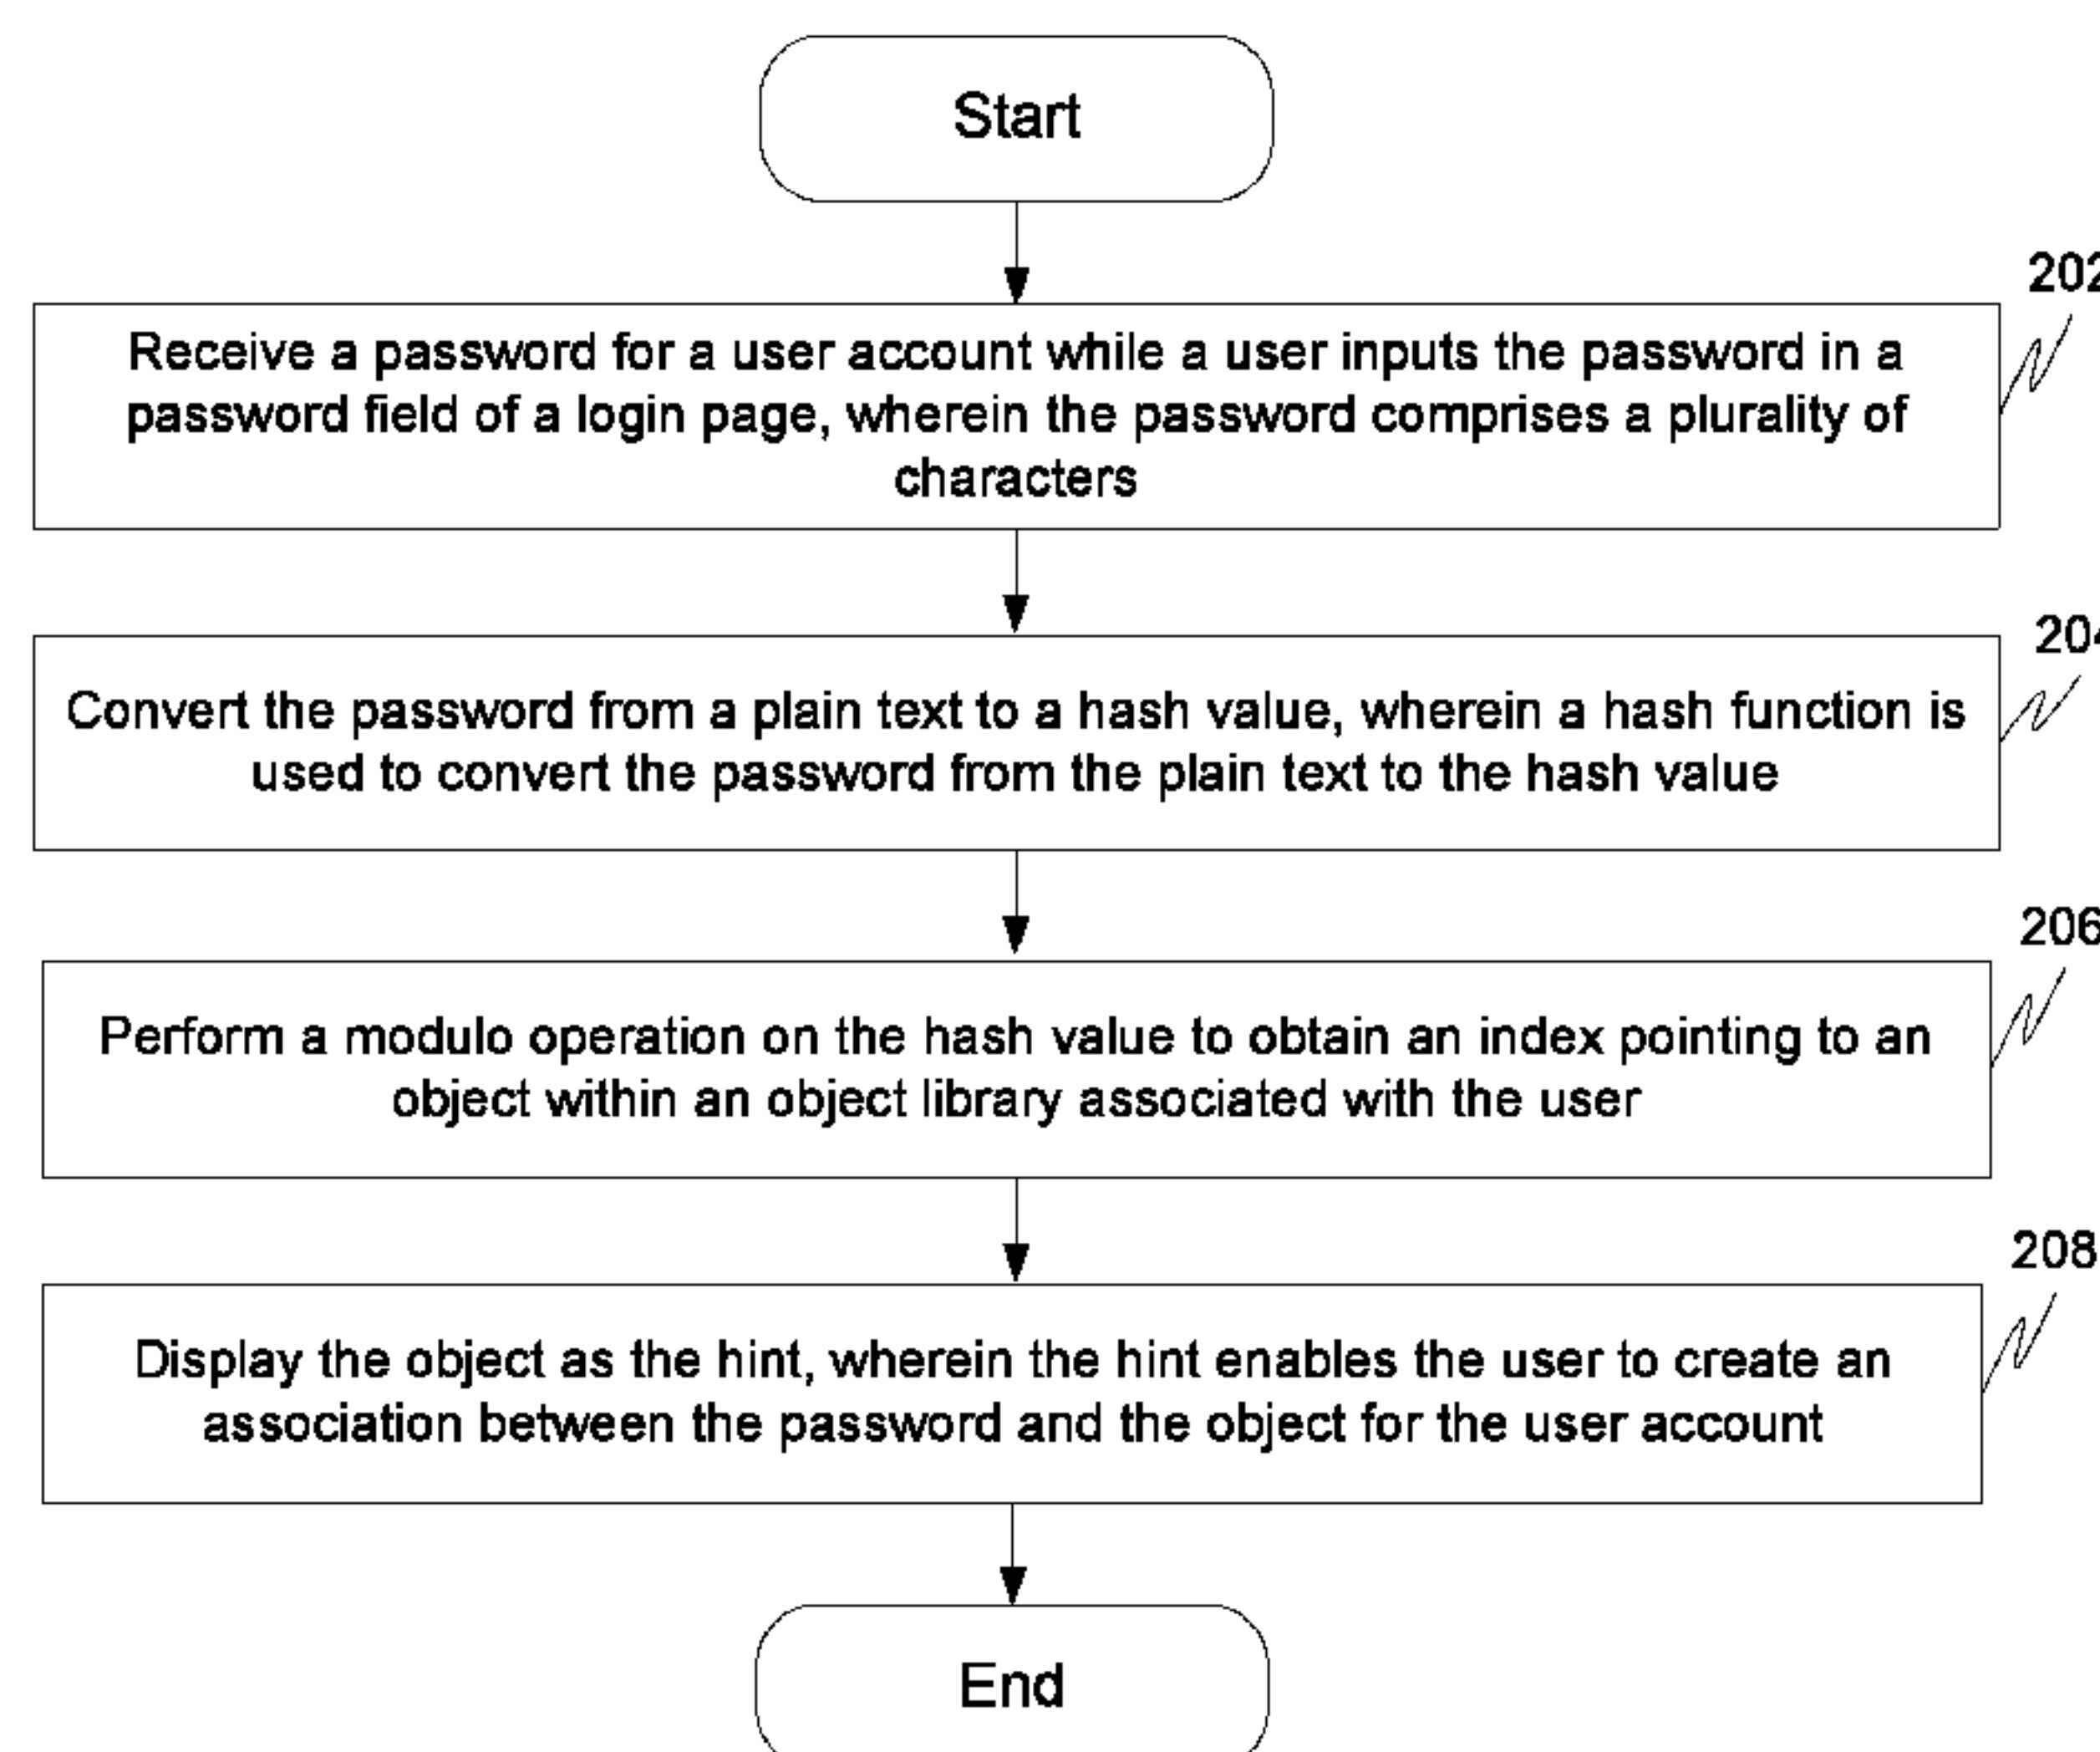 Start
202
Receive a password for a user account while a user inputs the password in a
password field of a login page, wherein the password comprises a plurality of
characters
204
Convert the password from a plain text to a hash value, wherein a hash function is
used to convert the password from the plain text to the hash value
206
Perform a modulo operation on the hash value to obtain an index pointing to an
object within an object library associated with the user
208
Display the object as the hint, wherein the hint enables the user to create an
association between the password and the object for the user account
End